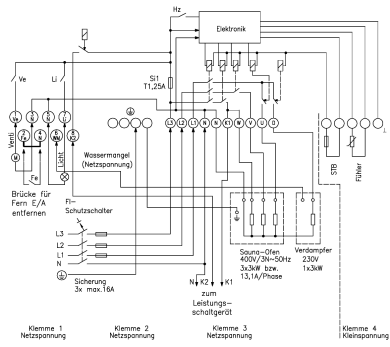 Hz
Elektronik
Ve
Li
Si1
T1,25A
L3 L2 L1 N N K1 W V U Q
Venti
M
Licht
Fe
Wassermangel
(Netzspannung)
Brücke für
Fern E/A
entfernen
FI-
Schutzschalter
L3
L2
L1
N
Sicherung
3x max.16A
N K2 K1
zum
Leistungs-
schaltgerät
Sauna-Ofen
400V/3N~50Hz
3x3kW bzw.
13,1A/Phase
Verdampfer
230V
1x3kW
STB
Fühler
Klemme 1
Netzspannung
Klemme 2
Netzspannung
Klemme 3
Netzspannung
Klemme 4
Kleinspannung